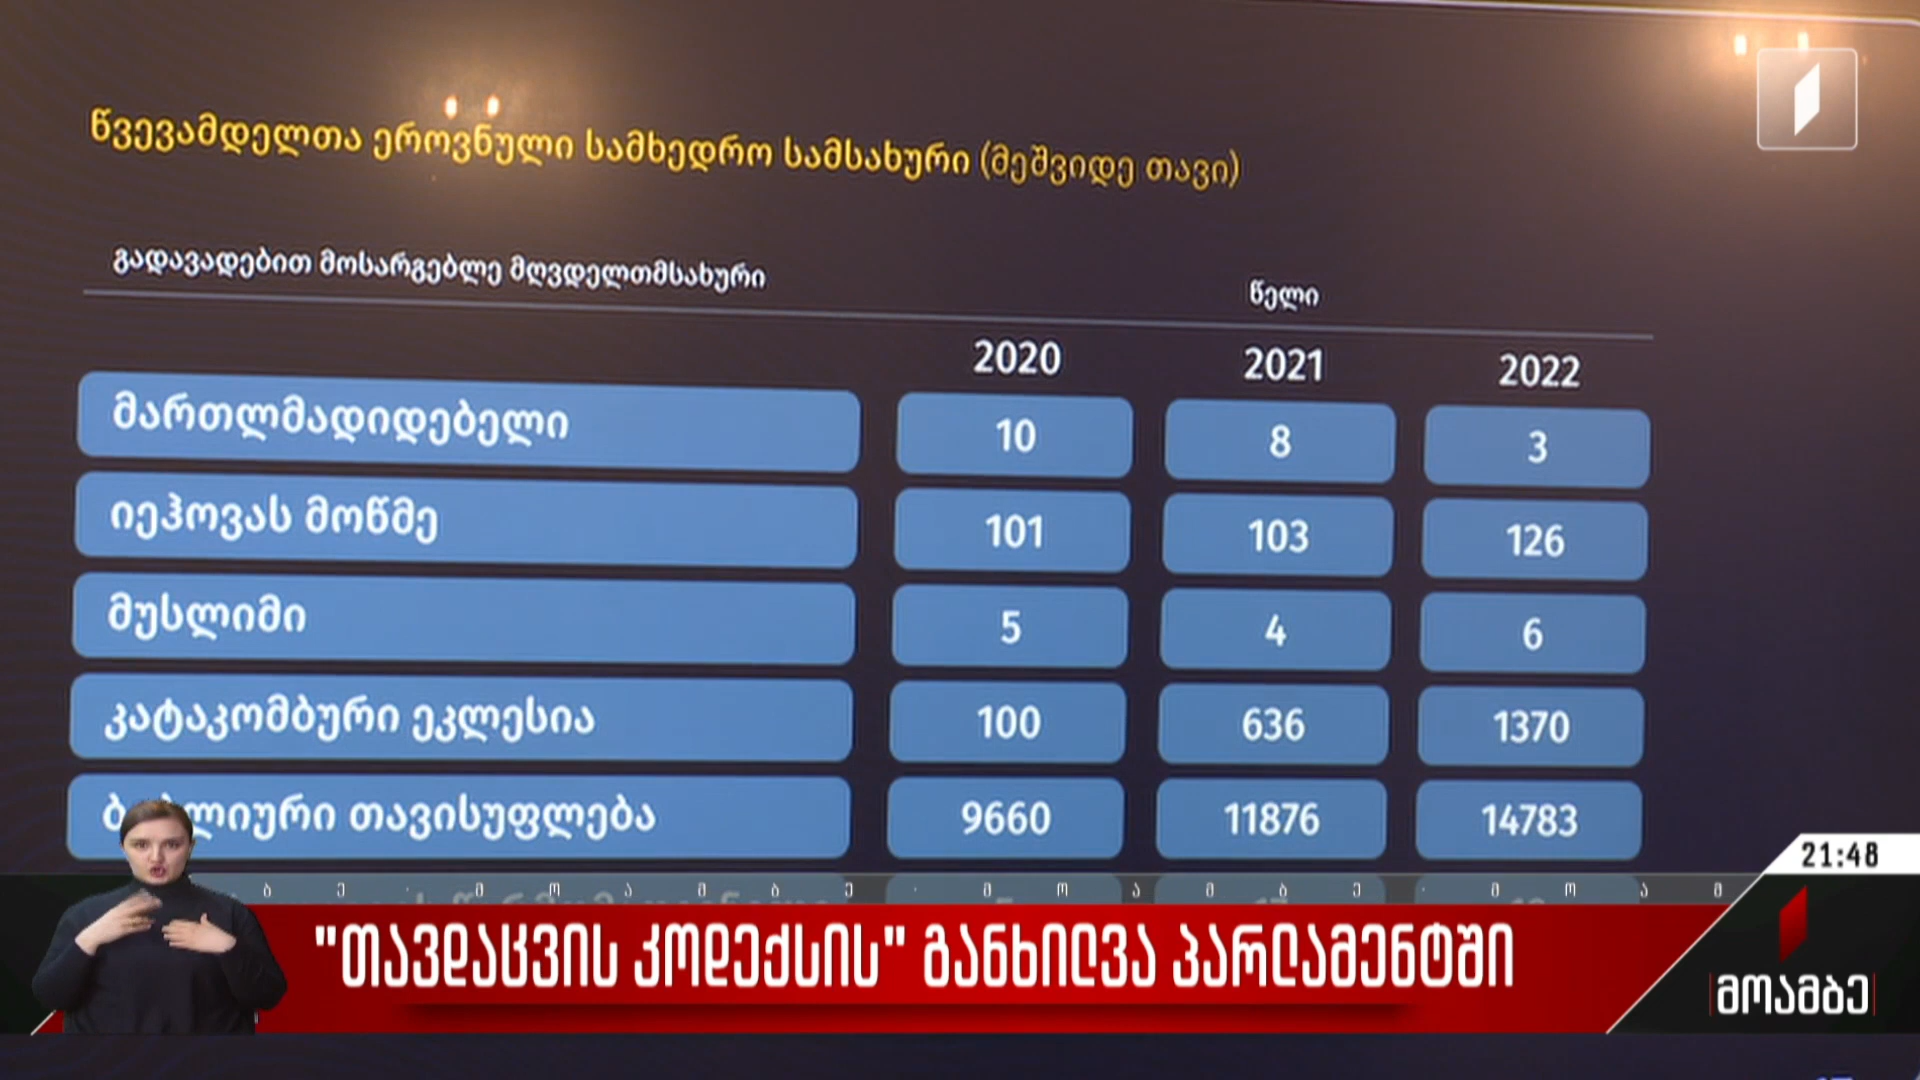 წვევამდელთა ეროვნული სამხედრო სამსახური (მეშვიდე თავი)
გადავადებით მოსარგებლე მღვდელთმსახური
წელი
2020 2021 2022
მართლმადიდებელი 10 8 3
იეჰოვას მოწმე 101 103 126
მუსლიმი 5 4 6
კატაკომბური ეკლესია 100 636 1370
თავისუფლება 9660 11876 14783
21:48
ბ ე · მ ო ა მ ბ ე · მ ო ა მ ბ ე · მ ო ა მ
"თავდაცვის კოდექსის" განხილვა პარლამენტში
მოამბე